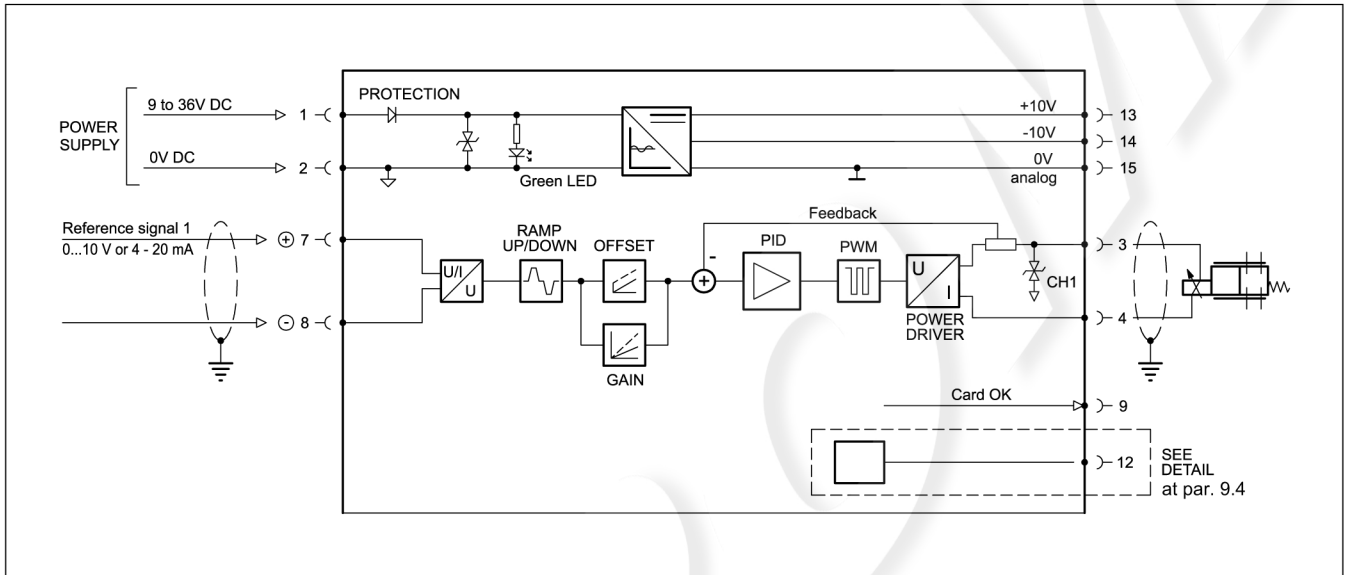 POWER
SUPPLY
9 to 36V DC
1
0V DC
2
PROTECTION
Green LED
+10V
13
-10V
14
0V
analog
15
Reference signal 1
0...10 V or 4 - 20 mA
+ 7
- 8
U/I
U
RAMP
UP/DOWN
OFFSET
GAIN
Feedback
-
+
PID
PWM
U
I
POWER
DRIVER
CH1
3
4
Card OK
9
12
SEE
DETAIL
at par. 9.4